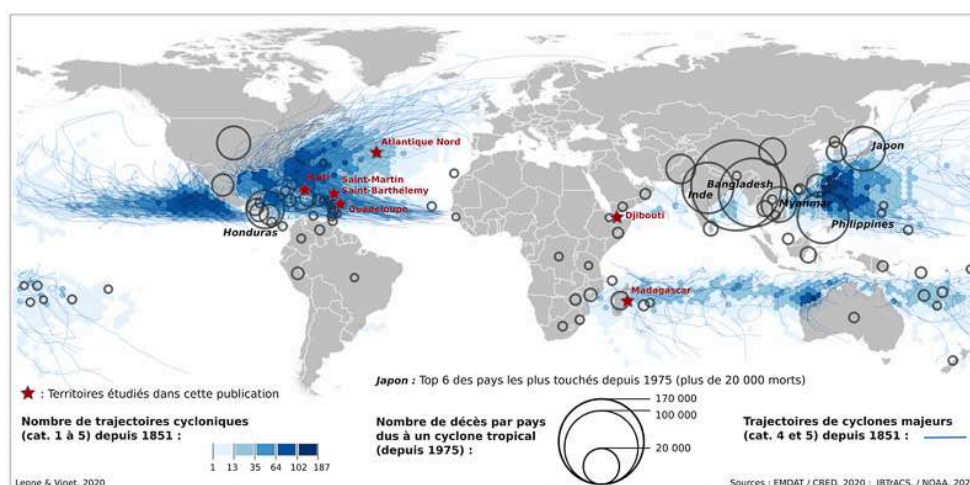 Atlantique Nord
Haïti
Saint-Martin
Saint-Barthélemy
Guadeloupe
Honduras
Japon
Bangladesh
Inde
Myanmar
Philippines
Djibouti
Madagascar
: Territoires étudiés dans cette publication
Japon : Top 6 des pays les plus touchés depuis 1975 (plus de 20 000 morts)
Nombre de trajectoires cycloniques
(cat. 1 à 5) depuis 1851 :
1 13 35 64 102 187
Nombre de décès par pays
dus à un cyclone tropical
(depuis 1975) :
170 000
100 000
20 000
Trajectoires de cyclones majeurs
(cat. 4 et 5) depuis 1851 :
Leone & Vinet, 2020
Sources : EMDAT / CRED, 2020 ; IBTrACS, / NOAA, 202